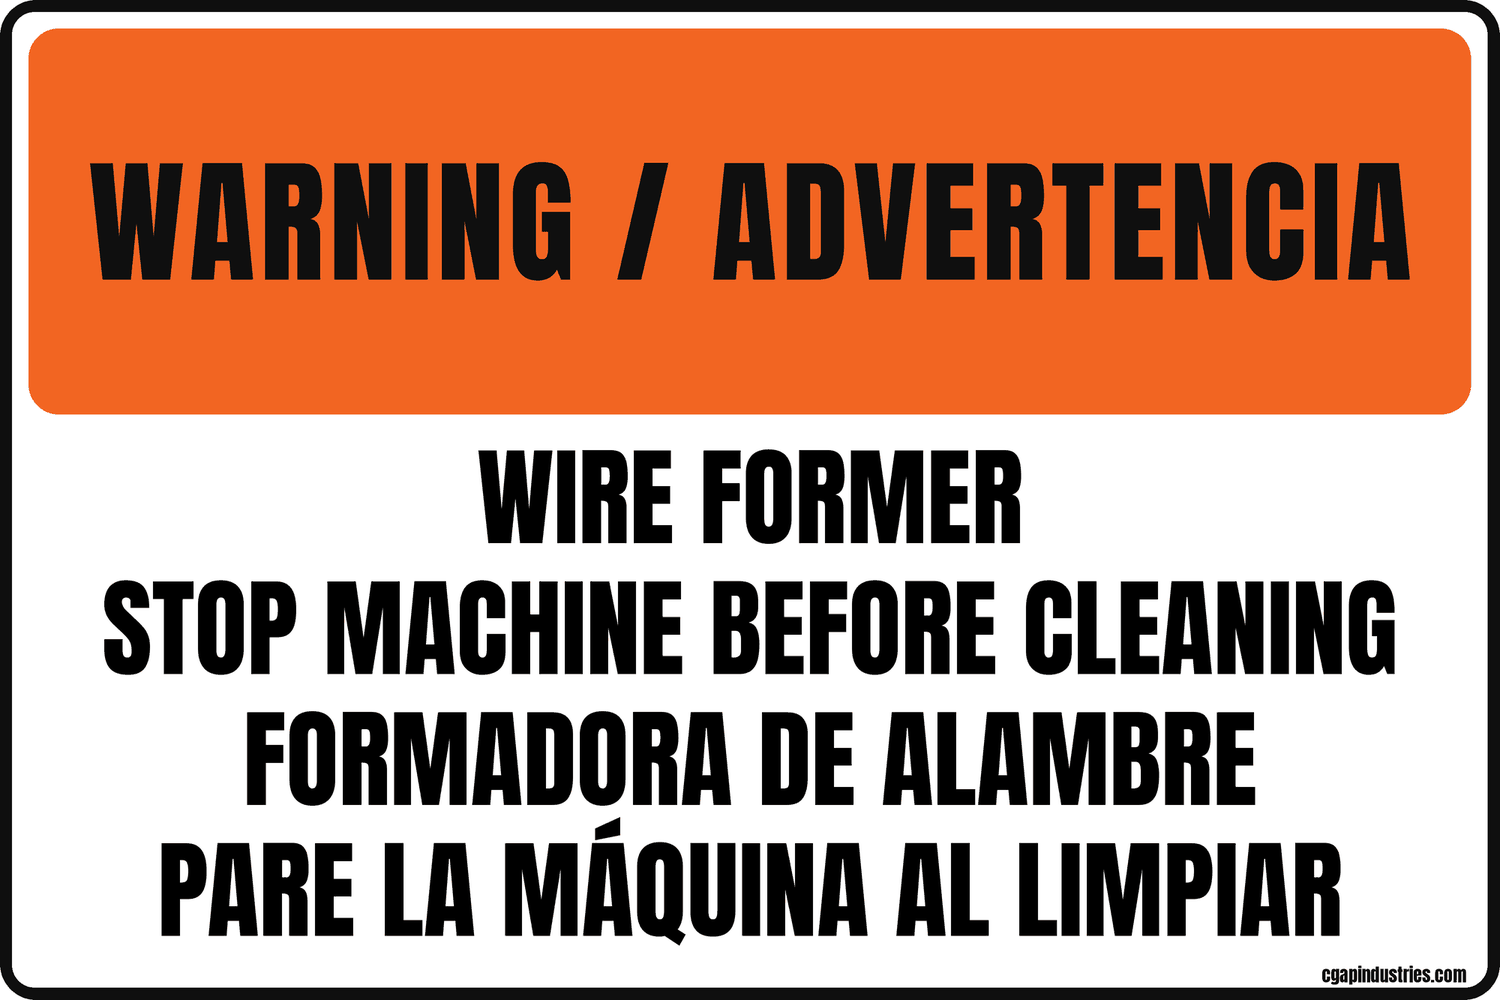 WARNING / ADVERTENCIA
WIRE FORMER
STOP MACHINE BEFORE CLEANING
FORMADORA DE ALAMBRE
PARE LA MÁQUINA AL LIMPIAR
cgapindustries.com